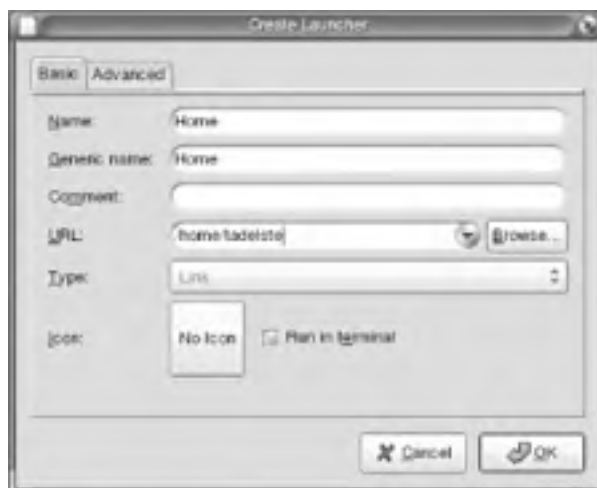 Create Launcher
Basic Advanced
Name: Home
Generic name: Home
Comment:
URL: /home/tadelste Browse...
Type: Link
Icon: No Icon Run in terminal
Cancel OK